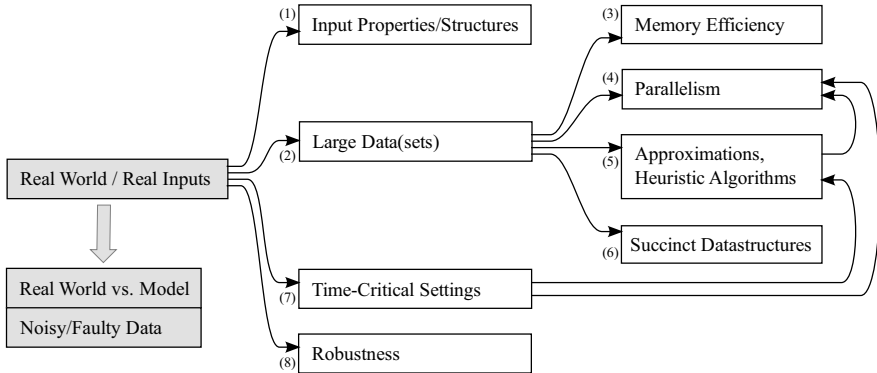 (1)
Input Properties/Structures
(3)
Memory Efficiency
(4)
Parallelism
(2)
Large Data(sets)
(5)
Approximations,
Heuristic Algorithms
Real World / Real Inputs
(6)
Succinct Datastructures
Real World vs. Model
Noisy/Faulty Data
(7)
Time-Critical Settings
(8)
Robustness